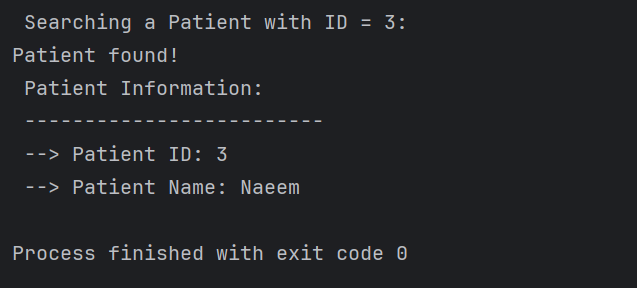 Searching a Patient with ID = 3:
Patient found!
Patient Information:
-------------------------
--> Patient ID: 3
--> Patient Name: Naeem
Process finished with exit code 0